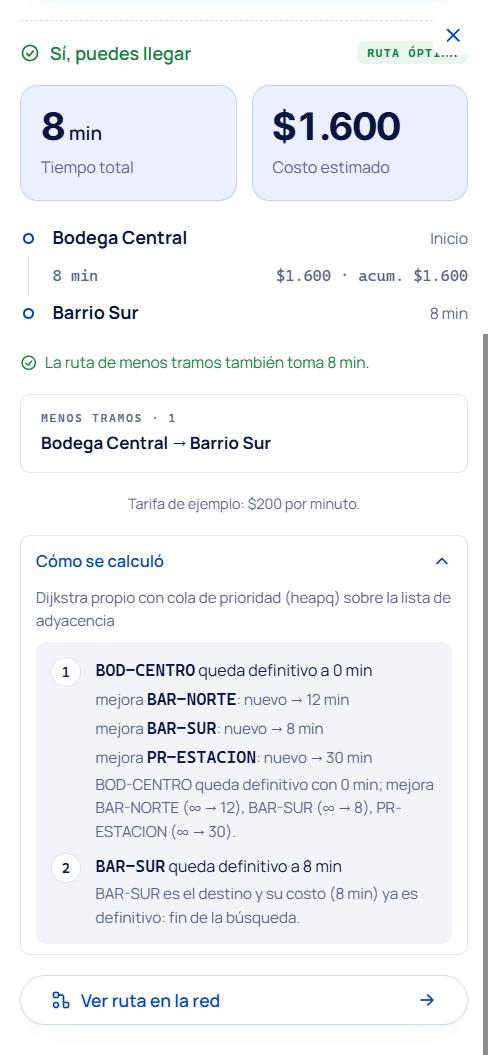 Sí, puedes llegar
RUTA
8 min
Tiempo total
$1.600
Costo estimado
Bodega Central
Inicio
8 min
$1.600 · acum. $1.600
Barrio Sur
8 min
La ruta de menos tramos también toma 8 min.
MENOS TRAMOS · 1
Bodega Central → Barrio Sur
Tarifa de ejemplo: $200 por minuto.
Cómo se calculó
Dijkstra propio con cola de prioridad (heapq) sobre la lista de
adyacencia
1
BOD-CENTRO queda definitivo a 0 min
mejora BAR-NORTE: nuevo → 12 min
mejora BAR-SUR: nuevo → 8 min
mejora PR-ESTACION: nuevo → 30 min
BOD-CENTRO queda definitivo con 0 min; mejora
BAR-NORTE (∞ → 12), BAR-SUR (∞ → 8), PR-
ESTACION (∞ → 30).
2
BAR-SUR queda definitivo a 8 min
BAR-SUR es el destino y su costo (8 min) ya es
definitivo: fin de la búsqueda.
Ver ruta en la red